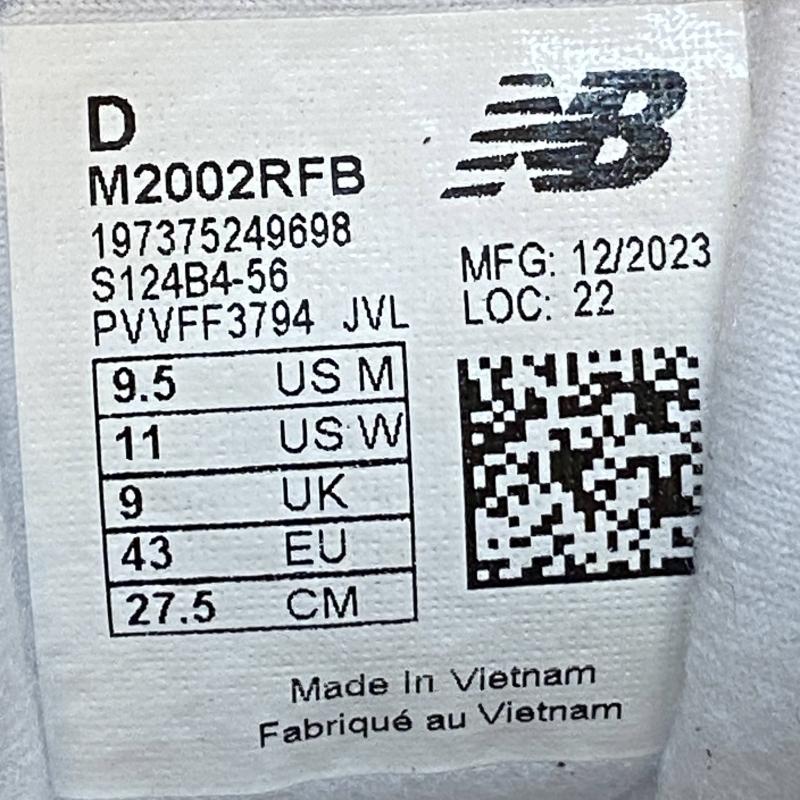 D
M2002RFB
197375249698
S124B4-56
PVVFF3794 JVL
NB
MFG: 12/2023
LOC: 22
9.5 US M
11 US W
9 UK
43 EU
27.5 CM
Made In Vietnam
Fabriqué au Vietnam